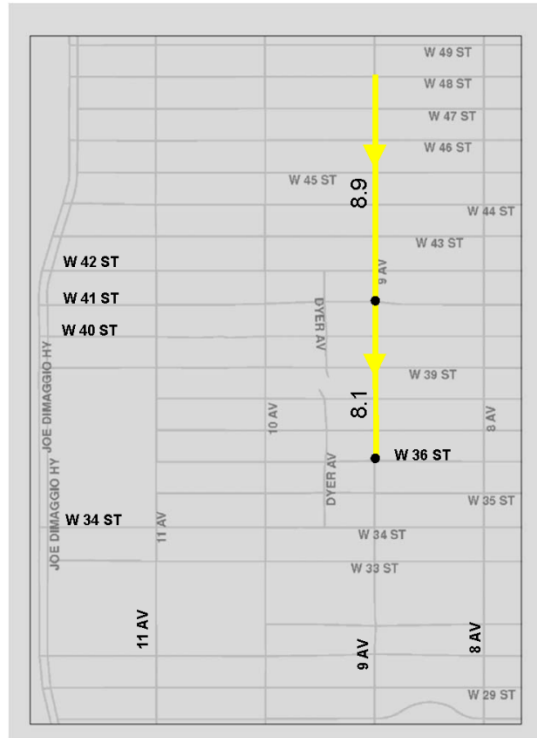 W 49 ST
W 48 ST
W 47 ST
W 46 ST
W 45 ST
8.9
W 44 ST
W 43 ST
W 42 ST
9 AV
W 41 ST
DYER AV
W 40 ST
JOE DIMAGGIO HY
W 39 ST
8.1
10 AV
8 AV
W 36 ST
DYER AV
W 35 ST
JOE DIMAGGIO HY
W 34 ST
11 AV
W 34 ST
W 33 ST
11 AV
9 AV
8 AV
W 29 ST